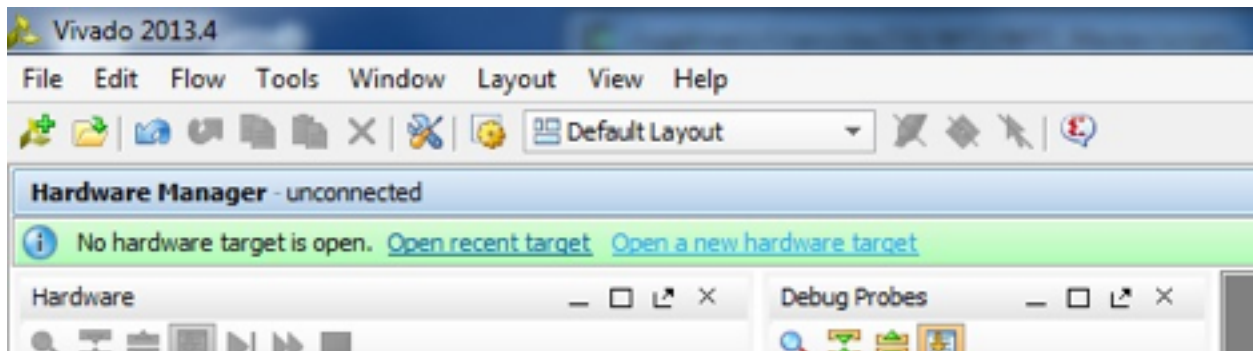 Vivado 2013.4
File Edit Flow Tools Window Layout View Help
Default Layout
Hardware Manager - unconnected
No hardware target is open. Open recent target Open a new hardware target
Hardware Debug Probes